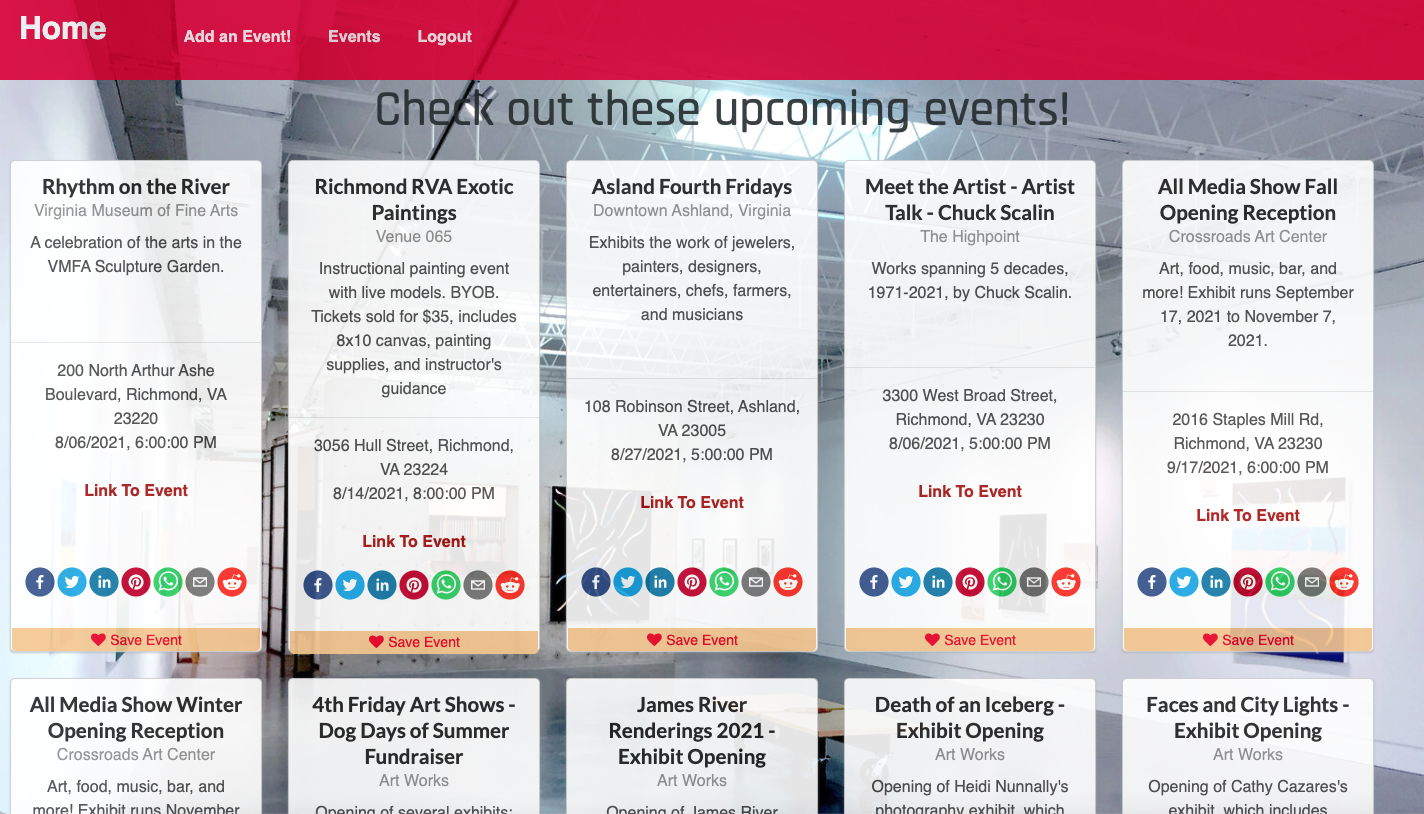 Home
Add an Event!
Events
Logout
Check out these upcoming events!
Rhythm on the River
Virginia Museum of Fine Arts
A celebration of the arts in the
VMFA Sculpture Garden.
200 North Arthur Ashe
Boulevard, Richmond, VA
23220
8/06/2021, 6:00:00 PM
Link To Event
Save Event
Richmond RVA Exotic
Paintings
Venue 065
Instructional painting event
with live models. BYOB.
Tickets sold for $35, includes
8x10 canvas, painting
supplies, and instructor's
guidance
3056 Hull Street, Richmond,
VA 23224
8/14/2021, 8:00:00 PM
Link To Event
Save Event
Asland Fourth Fridays
Downtown Ashland, Virginia
Exhibits the work of jewelers,
painters, designers,
entertainers, chefs, farmers,
and musicians
108 Robinson Street, Ashland,
VA 23005
8/27/2021, 5:00:00 PM
Link To Event
Save Event
Meet the Artist - Artist
Talk - Chuck Scalin
The Highpoint
Works spanning 5 decades,
1971-2021, by Chuck Scalin.
3300 West Broad Street,
Richmond, VA 23230
8/06/2021, 5:00:00 PM
Link To Event
Save Event
All Media Show Fall
Opening Reception
Crossroads Art Center
Art, food, music, bar, and
more! Exhibit runs September
17, 2021 to November 7,
2021.
2016 Staples Mill Rd,
Richmond, VA 23230
9/17/2021, 6:00:00 PM
Link To Event
Save Event
All Media Show Winter
Opening Reception
Crossroads Art Center
Art, food, music, bar, and
more! Exhibit runs November
4th Friday Art Shows -
Dog Days of Summer
Fundraiser
Art Works
Opening of several exhibits:
James River
Renderings 2021 -
Exhibit Opening
Art Works
Opening of James River
Death of an Iceberg -
Exhibit Opening
Art Works
Opening of Heidi Nunnally's
photography exhibit, which
Faces and City Lights -
Exhibit Opening
Art Works
Opening of Cathy Cazares's
exhibit, which includes